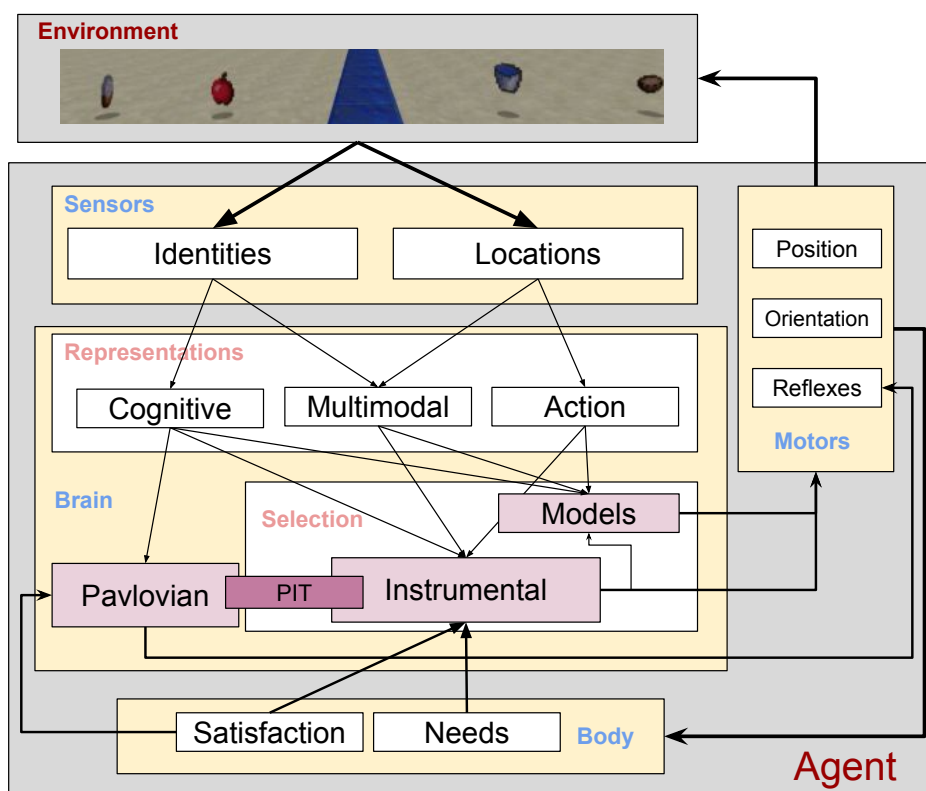 Environment
Sensors
Identities
Locations
Position
Orientation
Reflexes
Motors
Representations
Cognitive
Multimodal
Action
Brain
Selection
Models
Pavlovian
PIT
Instrumental
Satisfaction
Needs
Body
Agent